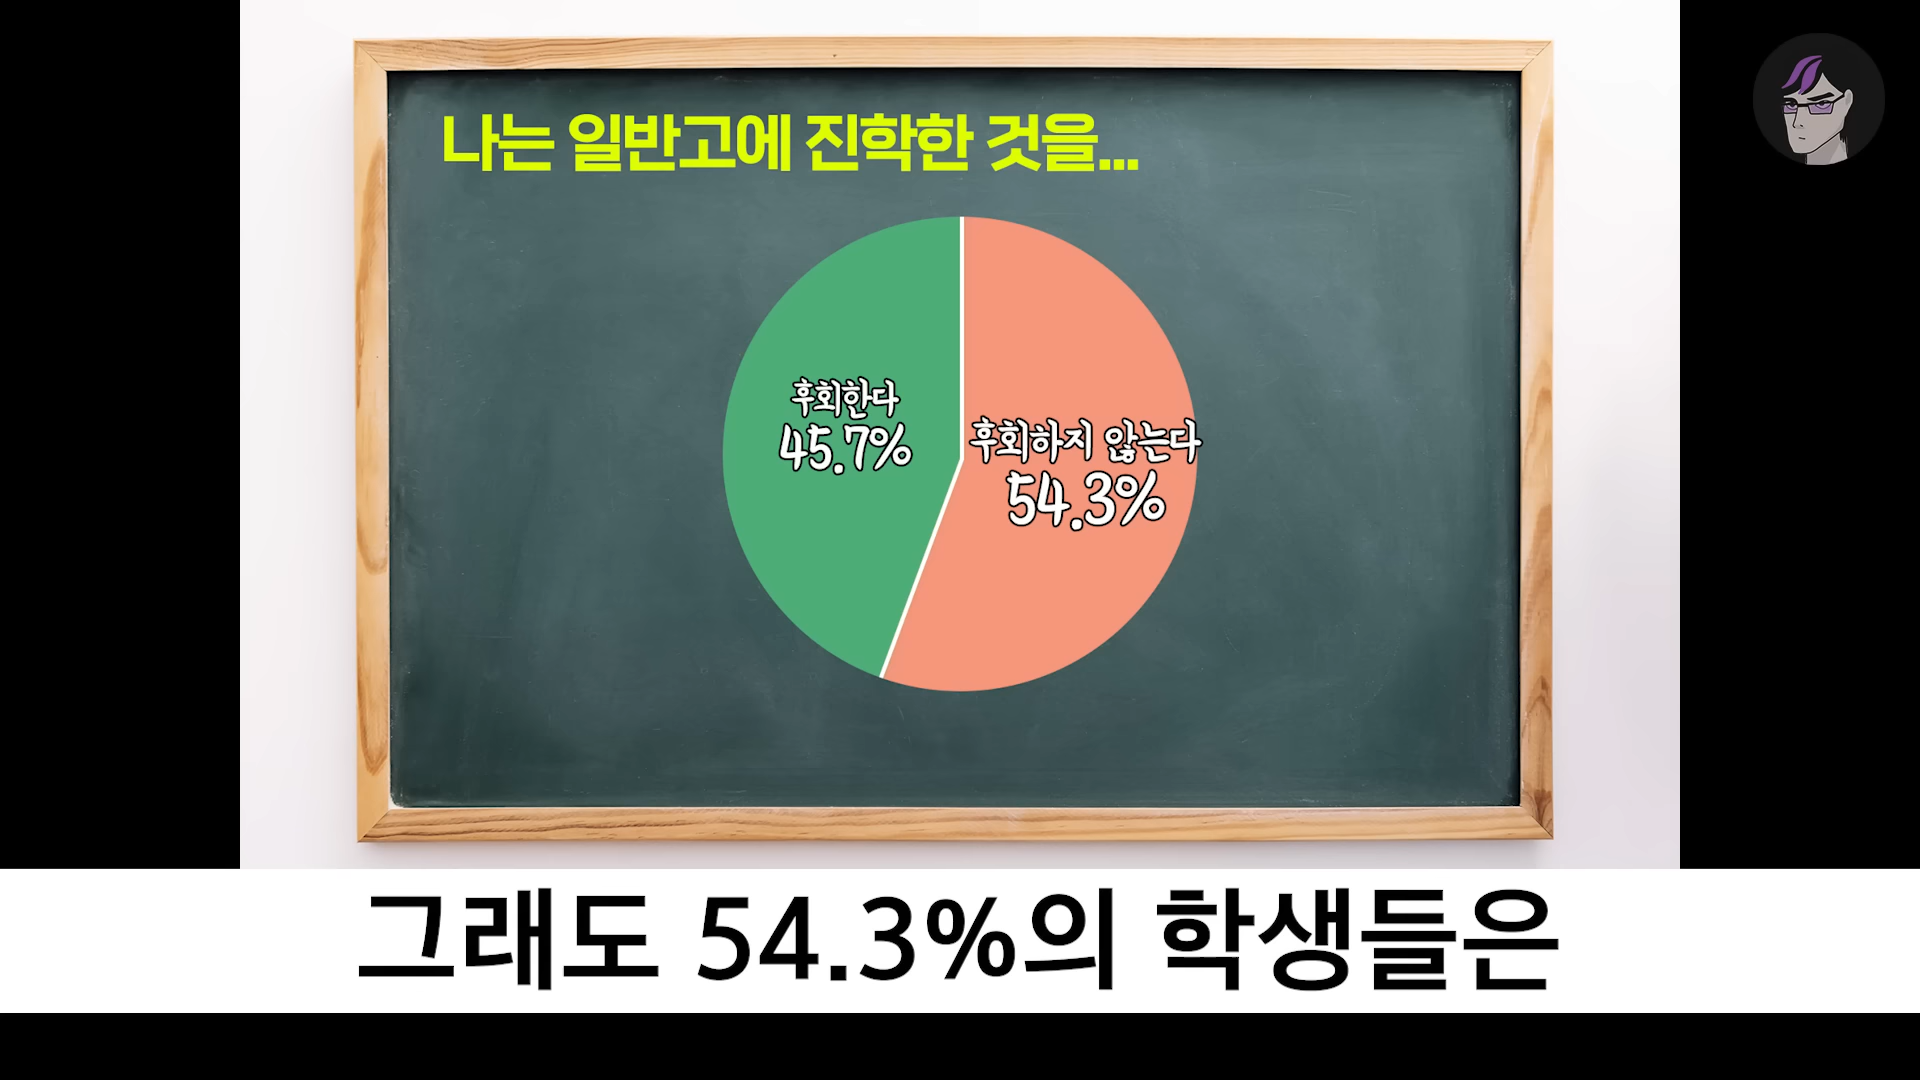 나는 일반고에 진학한 것을...
후회한다
45.7%
후회하지 않는다
54.3%
그래도 54.3%의 학생들은